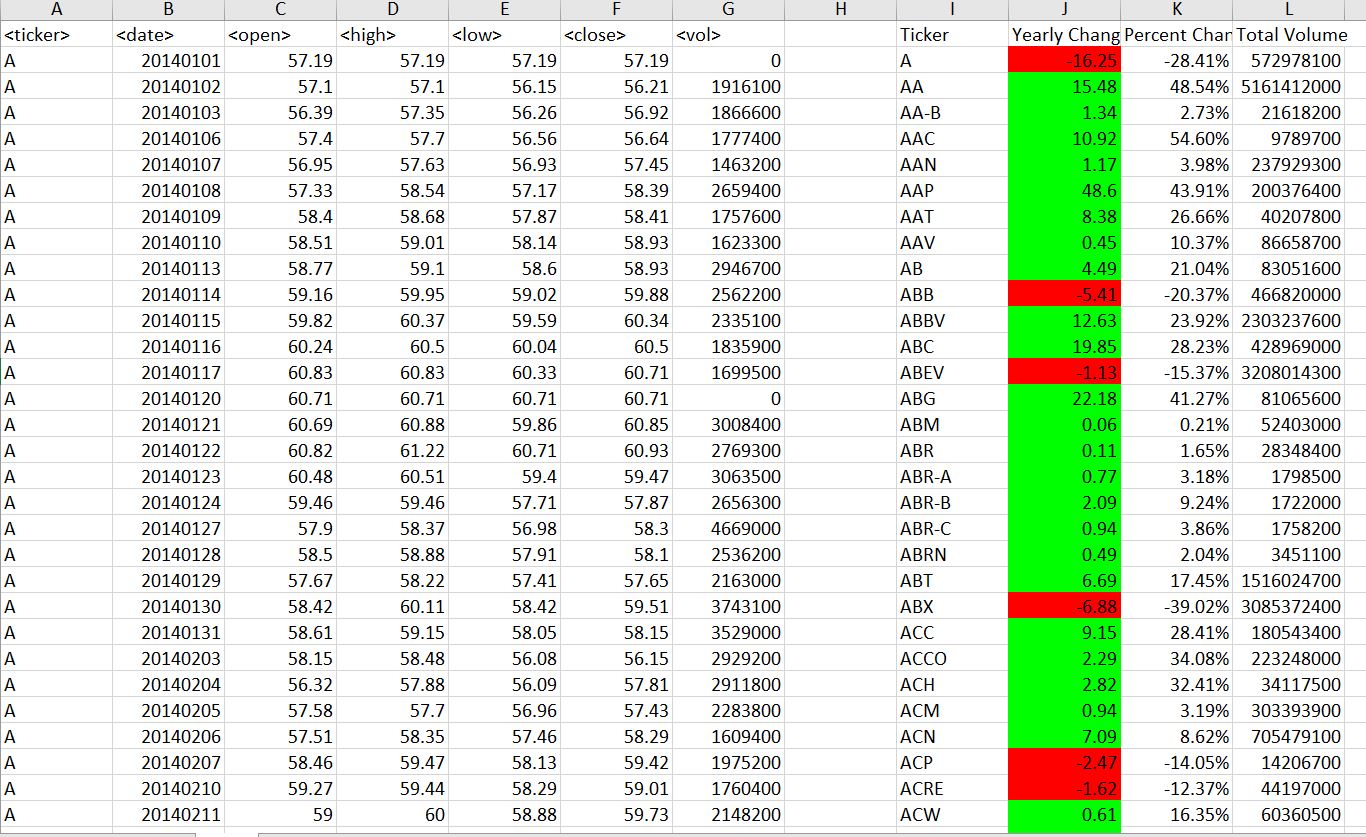 A B C D E F G H I J K L
<ticker> <date> <open> <high> <low> <close> <vol> Ticker Yearly Chang Percent Char Total Volume
A 20140101 57.19 57.19 57.19 57.19 0 A -16.25 -28.41% 572978100
A 20140102 57.1 57.1 56.15 56.21 1916100 AA 15.48 48.54% 5161412000
A 20140103 56.39 57.35 56.26 56.92 1866600 AA-B 1.34 2.73% 21618200
A 20140106 57.4 57.7 56.56 56.64 1777400 AAC 10.92 54.60% 9789700
A 20140107 56.95 57.63 56.93 57.45 1463200 AAN 1.17 3.98% 237929300
A 20140108 57.33 58.54 57.17 58.39 2659400 AAP 48.6 43.91% 200376400
A 20140109 58.4 58.68 57.87 58.41 1757600 AAT 8.38 26.66% 40207800
A 20140110 58.51 59.01 58.14 58.93 1623300 AAV 0.45 10.37% 86658700
A 20140113 58.77 59.1 58.6 58.93 2946700 AB 4.49 21.04% 83051600
A 20140114 59.16 59.95 59.02 59.88 2562200 ABB -5.41 -20.37% 466820000
A 20140115 59.82 60.37 59.59 60.34 2335100 ABBV 12.63 23.92% 2303237600
A 20140116 60.24 60.5 60.04 60.5 1835900 ABC 19.85 28.23% 428969000
A 20140117 60.83 60.83 60.33 60.71 1699500 ABEV -1.13 -15.37% 3208014300
A 20140120 60.71 60.71 60.71 60.71 0 ABG 22.18 41.27% 81065600
A 20140121 60.69 60.88 59.86 60.85 3008400 ABM 0.06 0.21% 52403000
A 20140122 60.82 61.22 60.71 60.93 2769300 ABR 0.11 1.65% 28348400
A 20140123 60.48 60.51 59.4 59.47 3063500 ABR-A 0.77 3.18% 1798500
A 20140124 59.46 59.46 57.71 57.87 2656300 ABR-B 2.09 9.24% 1722000
A 20140127 57.9 58.37 56.98 58.3 4669000 ABR-C 0.94 3.86% 1758200
A 20140128 58.5 58.88 57.91 58.1 2536200 ABRN 0.49 2.04% 3451100
A 20140129 57.67 58.22 57.41 57.65 2163000 ABT 6.69 17.45% 1516024700
A 20140130 58.42 60.11 58.42 59.51 3743100 ABX -6.88 -39.02% 3085372400
A 20140131 58.61 59.15 58.05 58.15 3529000 ACC 9.15 28.41% 180543400
A 20140203 58.15 58.48 56.08 56.15 2929200 ACCO 2.29 34.08% 223248000
A 20140204 56.32 57.88 56.09 57.81 2911800 ACH 2.82 32.41% 34117500
A 20140205 57.58 57.7 56.96 57.43 2283800 ACM 0.94 3.19% 303393900
A 20140206 57.51 58.35 57.46 58.29 1609400 ACN 7.09 8.62% 705479100
A 20140207 58.46 59.47 58.13 59.42 1975200 ACP -2.47 -14.05% 14206700
A 20140210 59.27 59.44 58.29 59.01 1760400 ACRE -1.62 -12.37% 44197000
A 20140211 59 60 58.88 59.73 2148200 ACW 0.61 16.35% 60360500